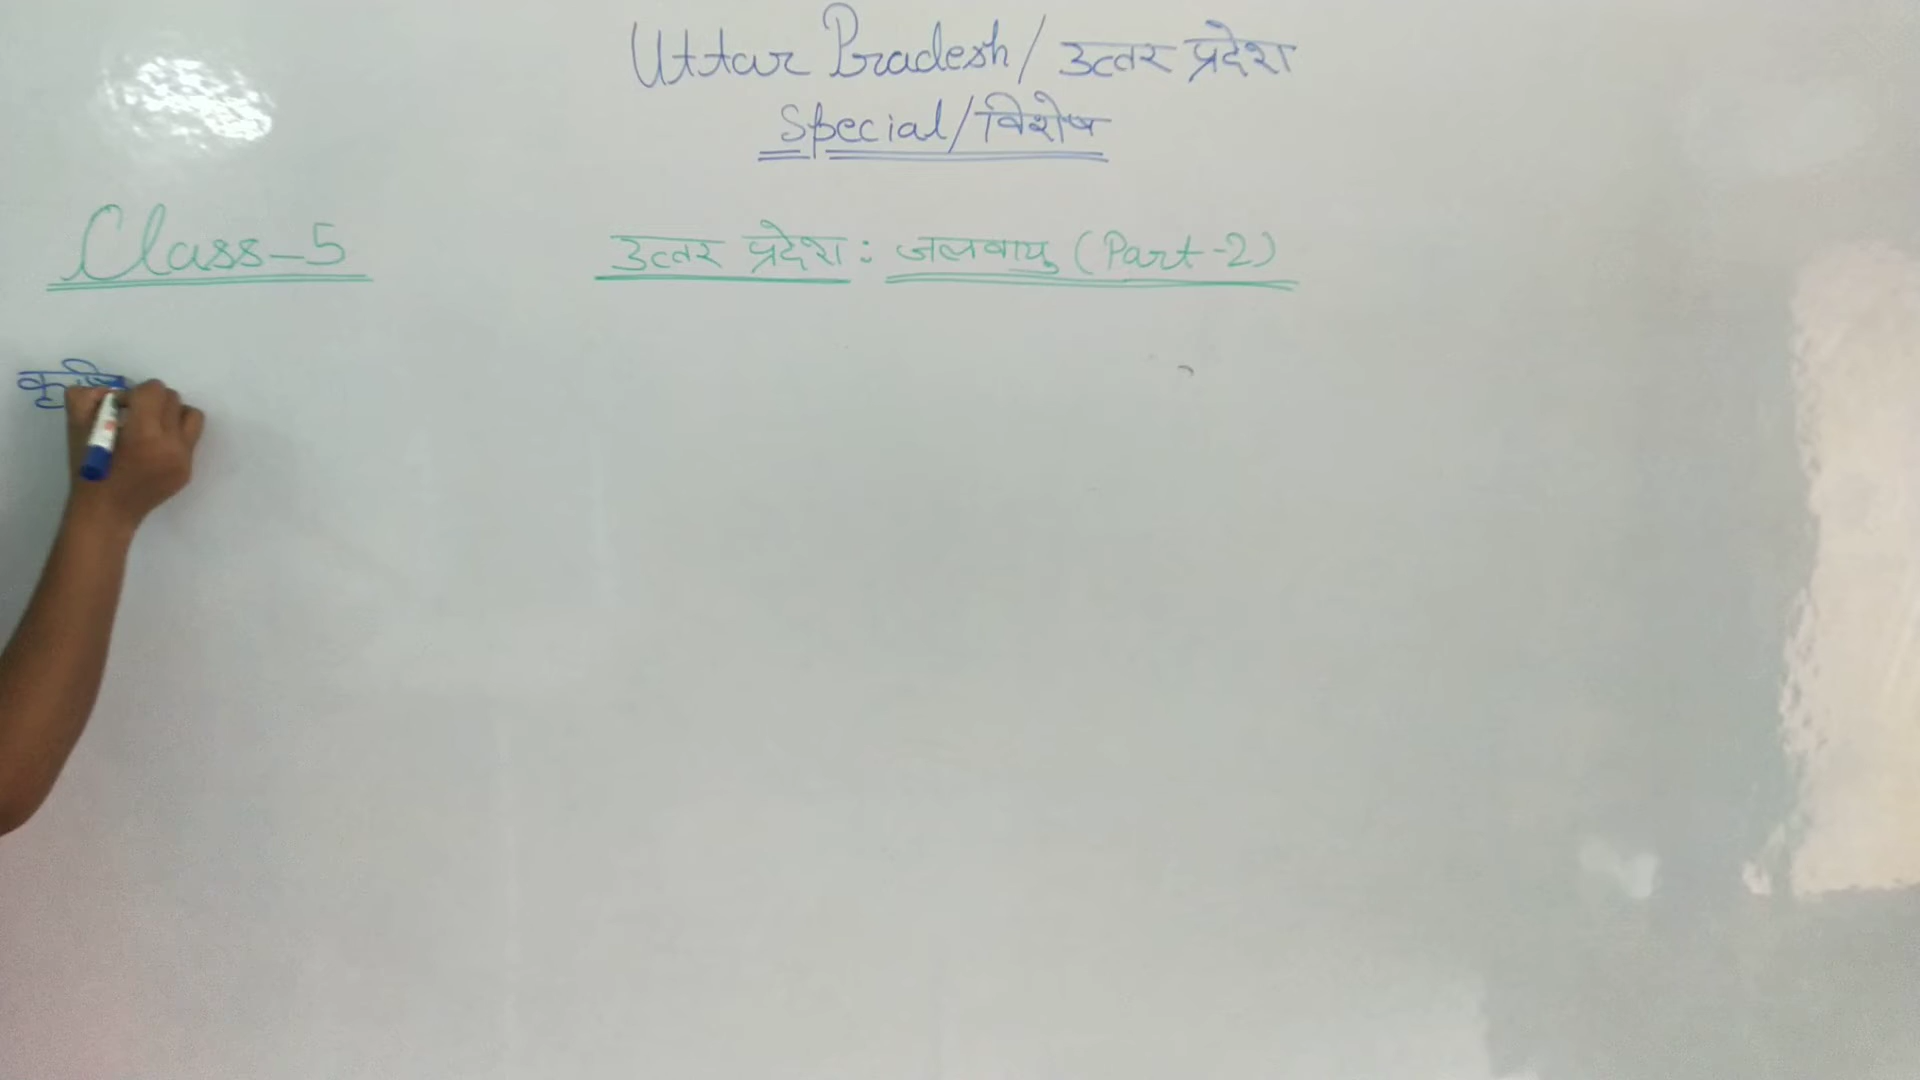 Uttar Pradesh/उत्तर प्रदेश
Special/विशेष
Class-5
उत्तर प्रदेश: जलवायु (Part-2)
कृषि